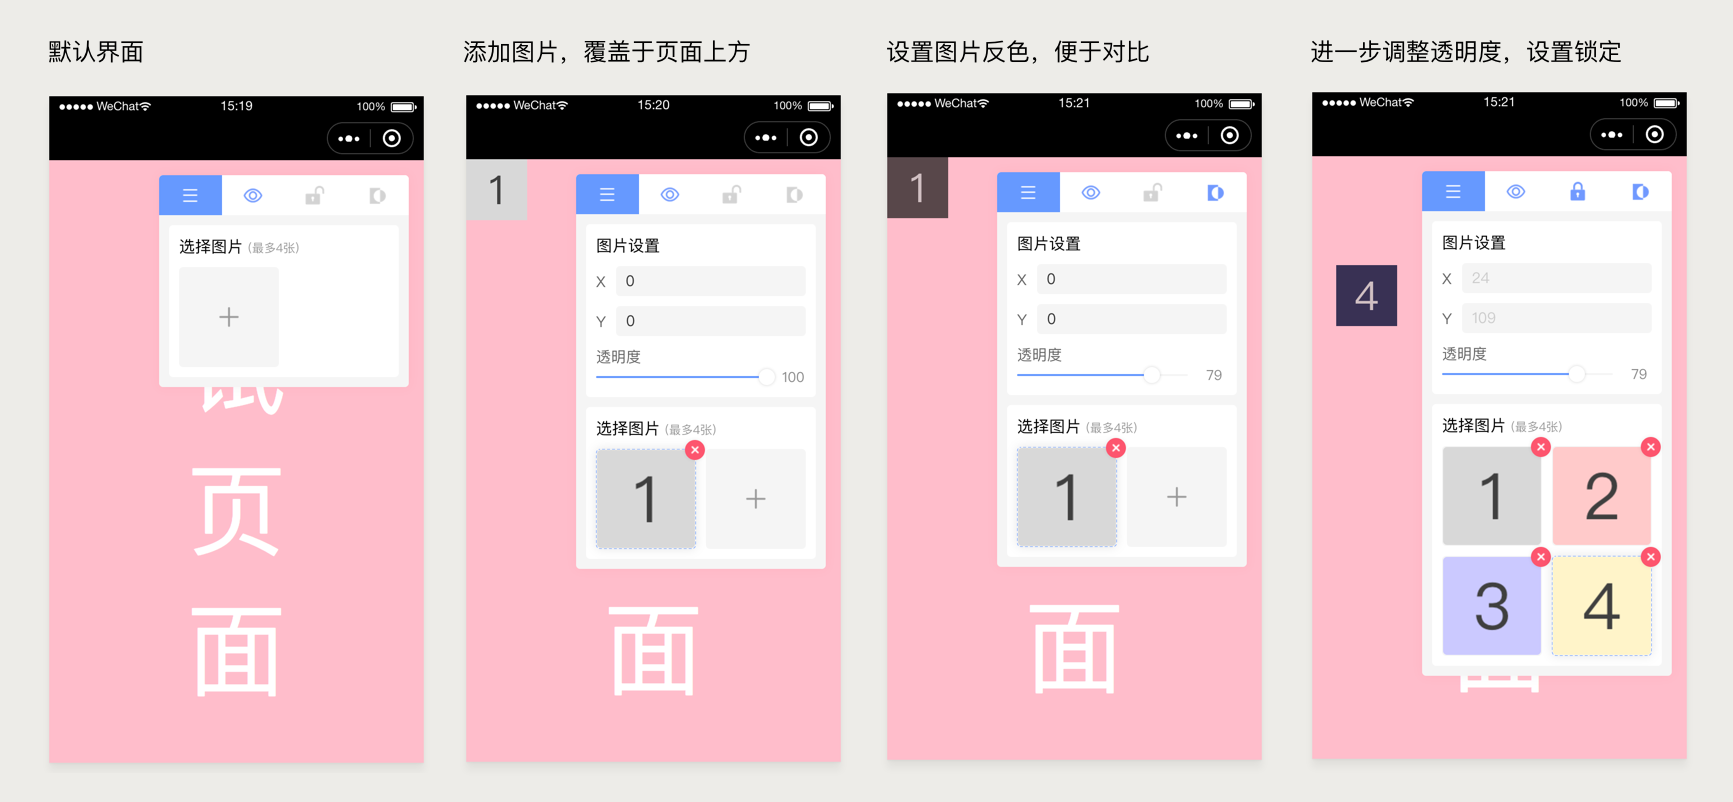 默认界面
WeChat 15:19 100%
选择图片 (最多4张)
试
页
面
添加图片，覆盖于页面上方
WeChat 15:20 100%
1
图片设置
X 0
Y 0
透明度
100
选择图片 (最多4张)
1
面
设置图片反色，便于对比
WeChat 15:21 100%
1
图片设置
X 0
Y 0
透明度
79
选择图片 (最多4张)
1
面
进一步调整透明度，设置锁定
WeChat 15:21 100%
4
图片设置
X 24
Y 109
透明度
79
选择图片 (最多4张)
1 2
3 4
面